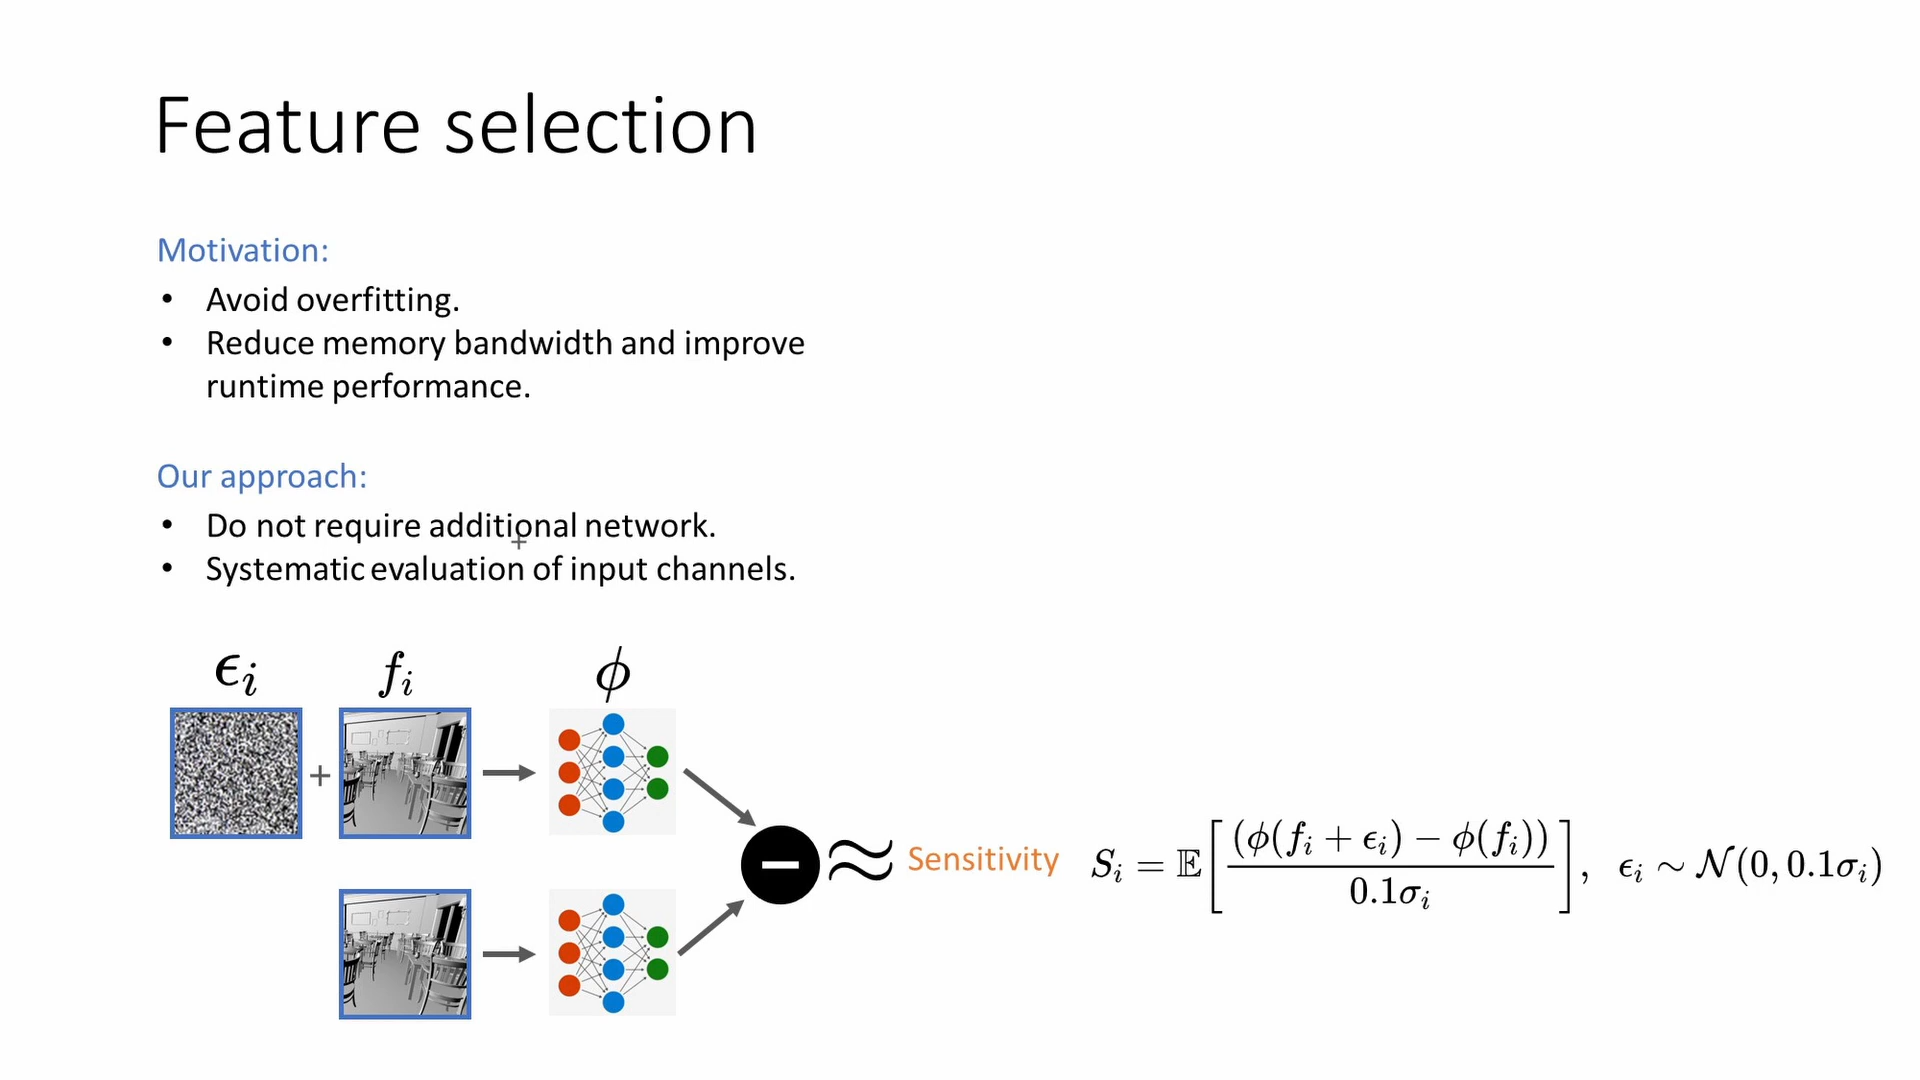 Feature selection
Motivation:
• Avoid overfitting.
• Reduce memory bandwidth and improve
runtime performance.
Our approach:
• Do not require additional network.
• Systematic evaluation of input channels.
ϵᵢ fᵢ ϕ
+
− ≈ Sensitivity Sᵢ = 𝔼[(ϕ(fᵢ + ϵᵢ) − ϕ(fᵢ)) / 0.1σᵢ], ϵᵢ ∼ 𝒩(0, 0.1σᵢ)